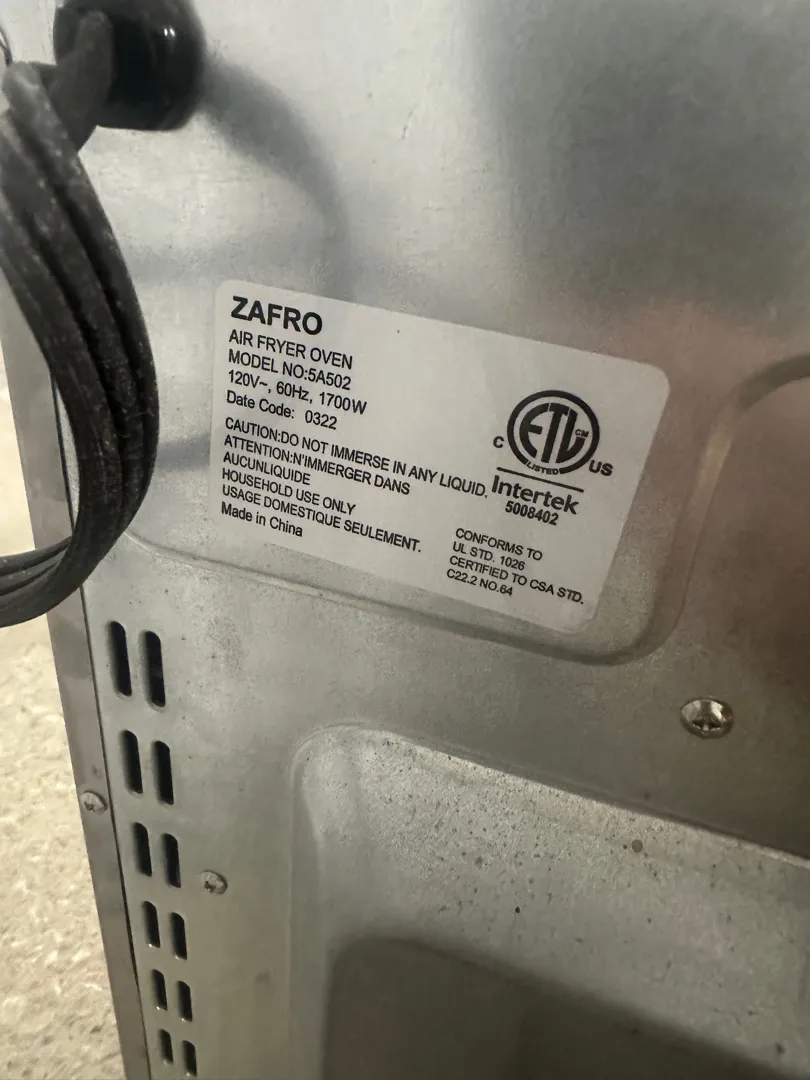 ZAFRO
AIR FRYER OVEN
MODEL NO:5A502
120V~, 60Hz, 1700W
Date Code: 0322
CAUTION:DO NOT IMMERSE IN ANY LIQUID.
ATTENTION:N'IMMERGER DANS
AUCUNLIQUIDE
HOUSEHOLD USE ONLY
USAGE DOMESTIQUE SEULEMENT.
Made in China
ETL CM
LISTED
C US
Intertek
5008402
CONFORMS TO
UL STD. 1026
CERTIFIED TO CSA STD.
C22.2 NO.64